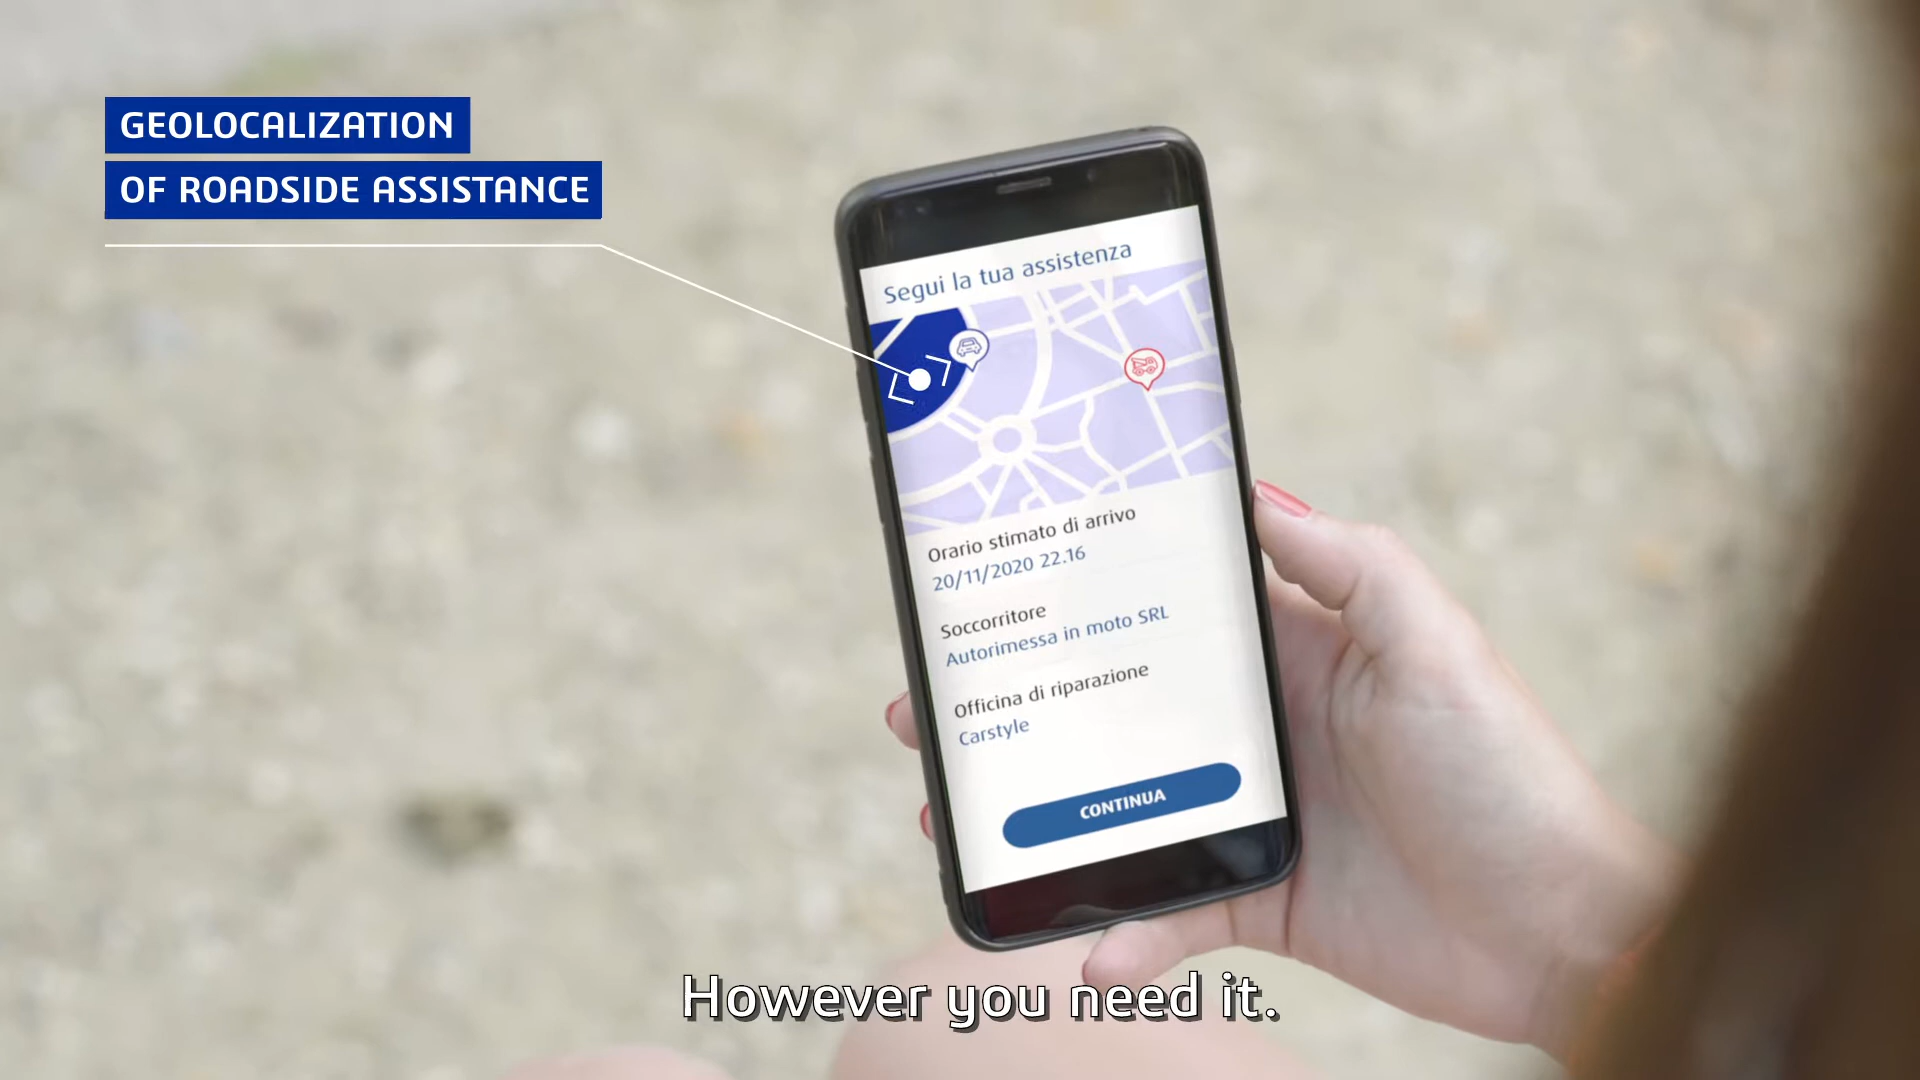 GEOLOCALIZATION
OF ROADSIDE ASSISTANCE
Segui la tua assistenza
Orario stimato di arrivo
20/11/2020 22.16
Soccorritore
Autorimessa in moto SRL
Officina di riparazione
Carstyle
CONTINUA
However you need it.